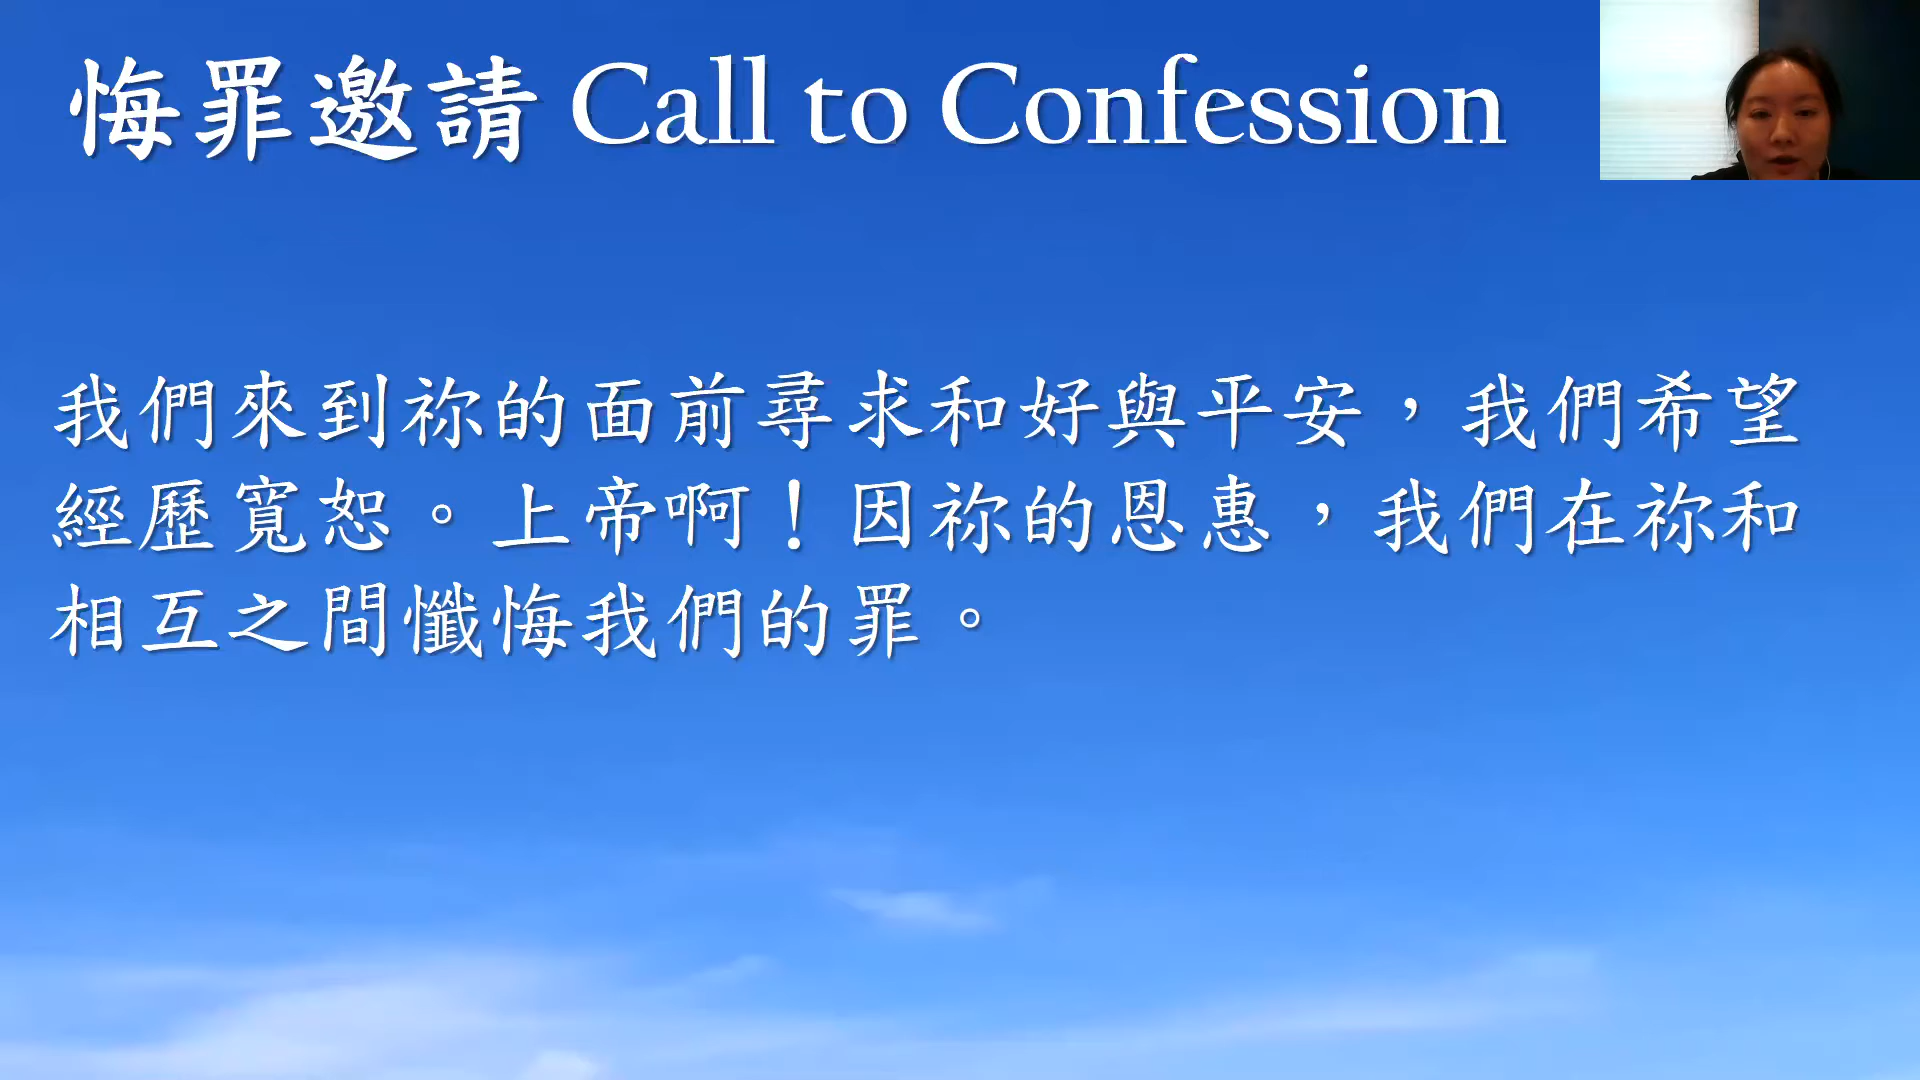 悔罪邀請 Call to Confession
我們來到祢的面前尋求和好與平安，我們希望
經歷寬恕。上帝啊！因祢的恩惠，我們在祢和
相互之間懺悔我們的罪。